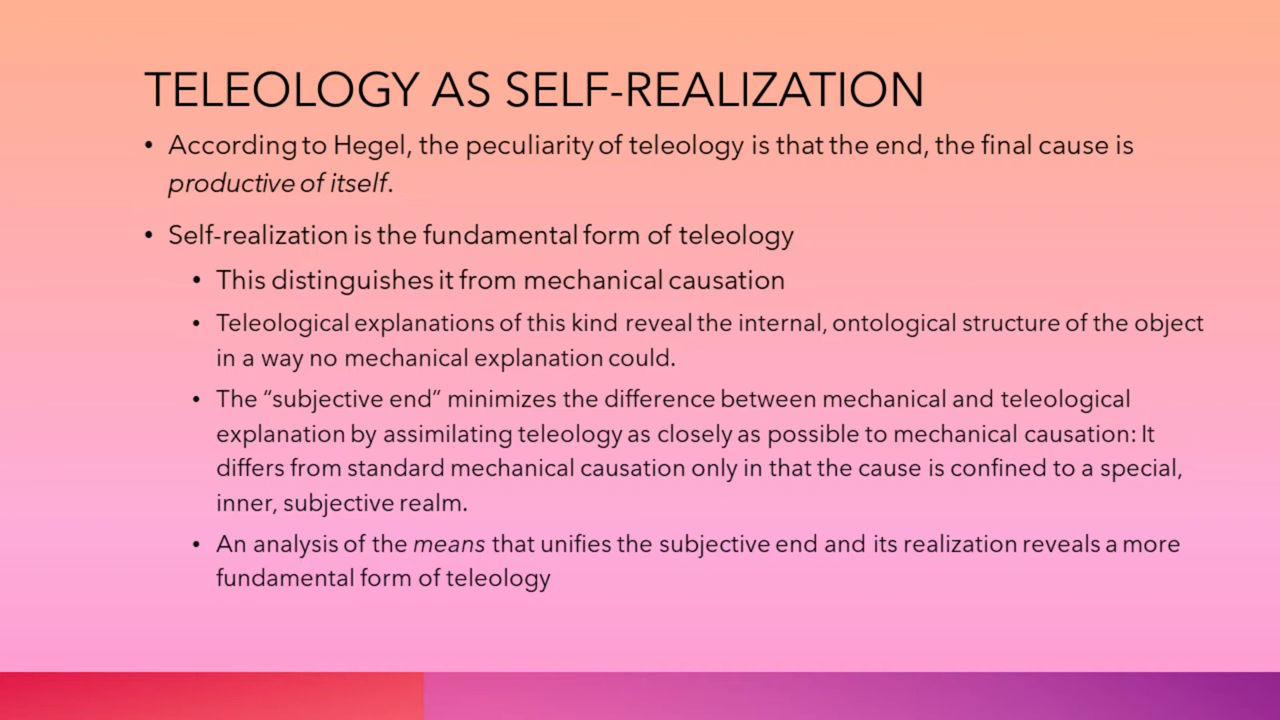 TELEOLOGY AS SELF-REALIZATION
• According to Hegel, the peculiarity of teleology is that the end, the final cause is
productive of itself.
• Self-realization is the fundamental form of teleology
• This distinguishes it from mechanical causation
• Teleological explanations of this kind reveal the internal, ontological structure of the object
in a way no mechanical explanation could.
• The “subjective end” minimizes the difference between mechanical and teleological
explanation by assimilating teleology as closely as possible to mechanical causation: It
differs from standard mechanical causation only in that the cause is confined to a special,
inner, subjective realm.
• An analysis of the means that unifies the subjective end and its realization reveals a more
fundamental form of teleology